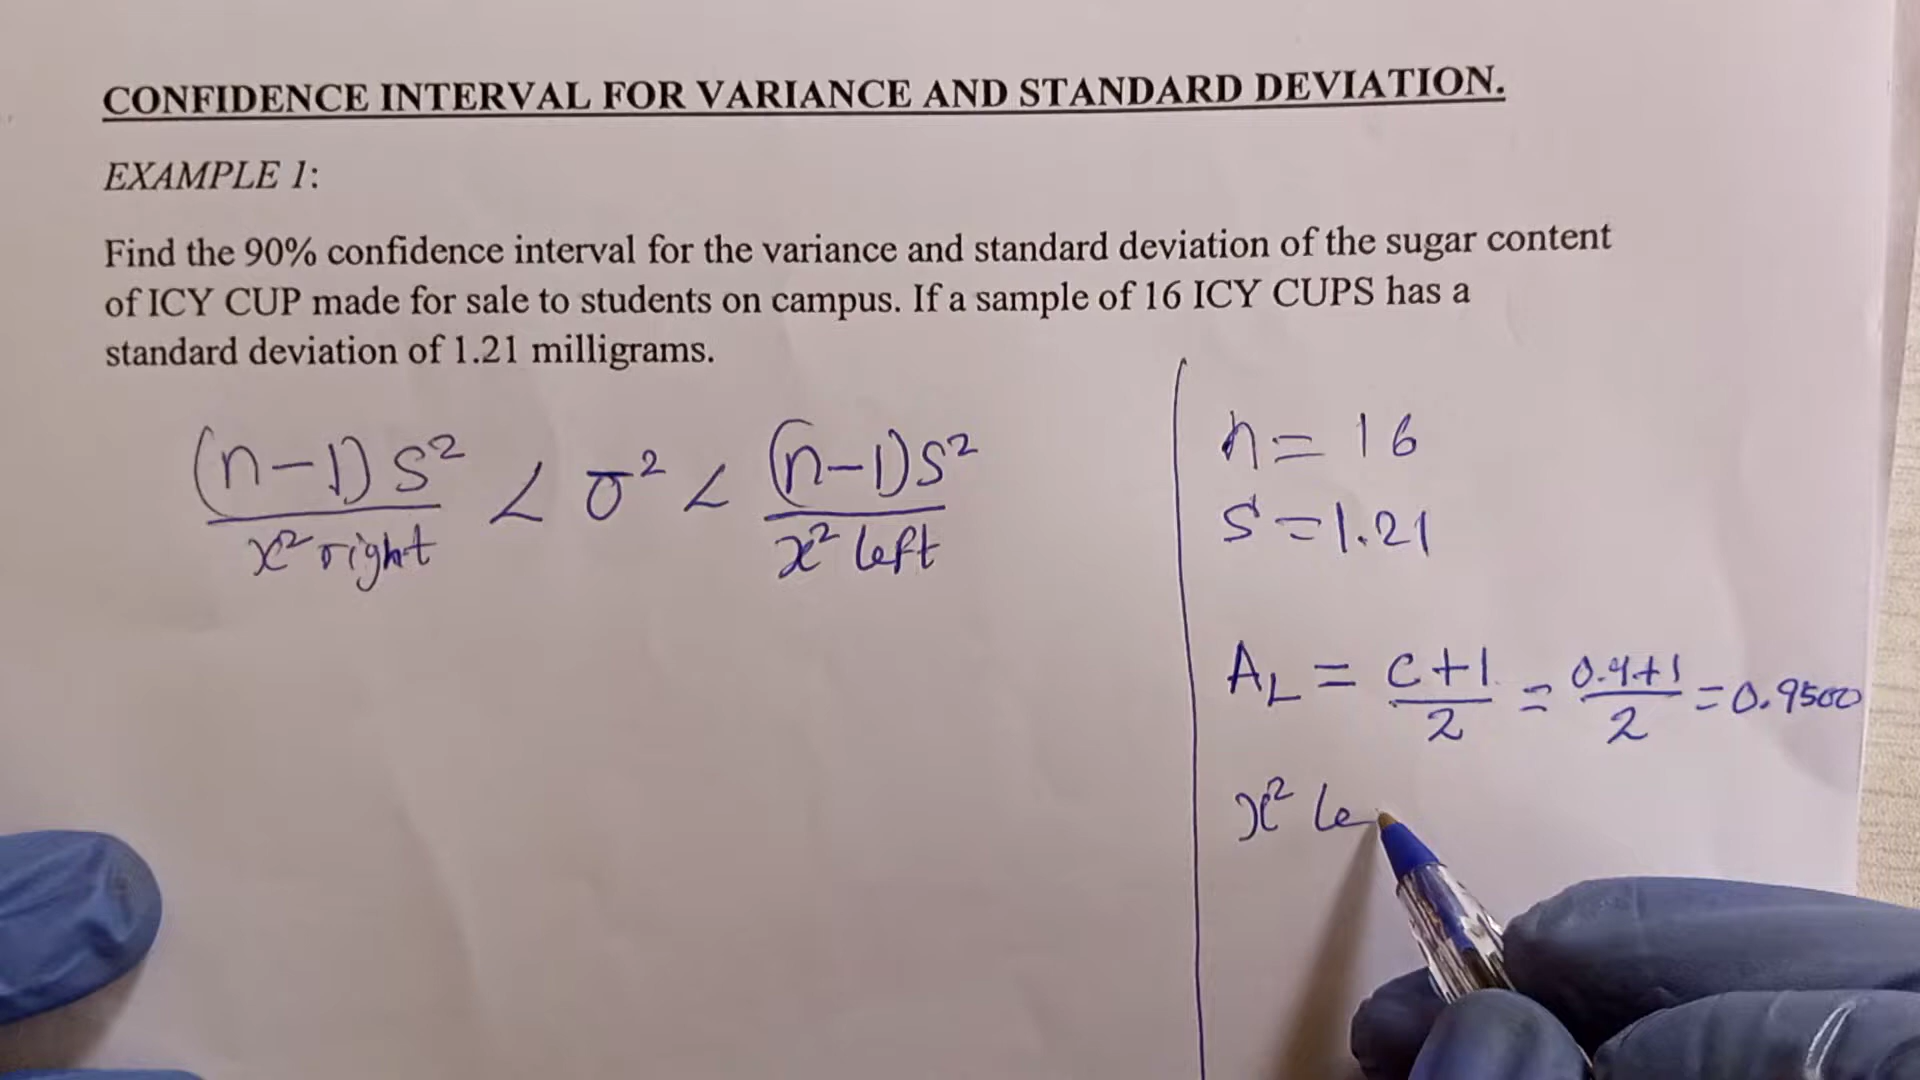 CONFIDENCE INTERVAL FOR VARIANCE AND STANDARD DEVIATION.
EXAMPLE 1:
Find the 90% confidence interval for the variance and standard deviation of the sugar content
of ICY CUP made for sale to students on campus. If a sample of 16 ICY CUPS has a
standard deviation of 1.21 milligrams.
(n-1)S²/x² right < σ² < (n-1)S²/x² left
n = 16
S = 1.21
A_L = c+1/2 = 0.9+1/2 = 0.9500
x² le